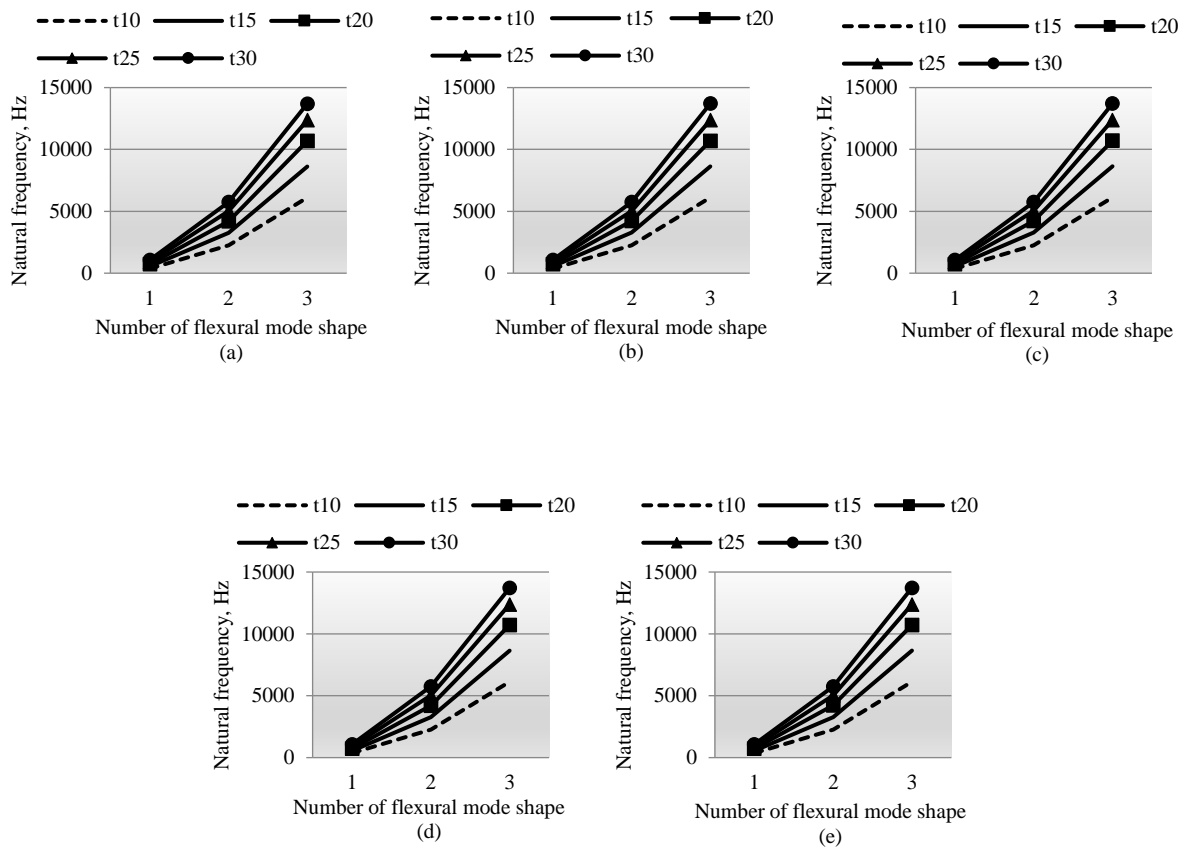 t10 t15 t20
t25 t30
15000
10000
5000
0
Natural frequency, Hz
1 2 3
Number of flexural mode shape
(a)
t10 t15 t20
t25 t30
15000
10000
5000
0
Natural frequency, Hz
1 2 3
Number of flexural mode shape
(b)
t10 t15 t20
t25 t30
15000
10000
5000
0
Natural frequency, Hz
1 2 3
Number of flexural mode shape
(c)
t10 t15 t20
t25 t30
15000
10000
5000
0
Natural frequency, Hz
1 2 3
Number of flexural mode shape
(d)
t10 t15 t20
t25 t30
15000
10000
5000
0
Natural frequency, Hz
1 2 3
Number of flexural mode shape
(e)